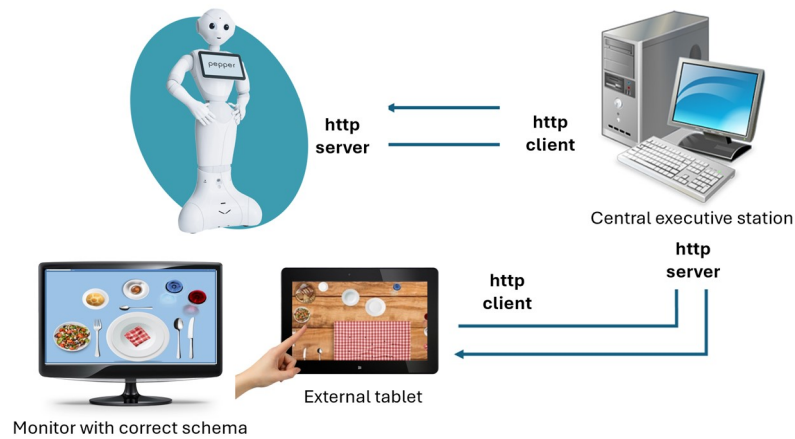 pepper
http
server
http
client
Central executive station
http
server
http
client
External tablet
Monitor with correct schema